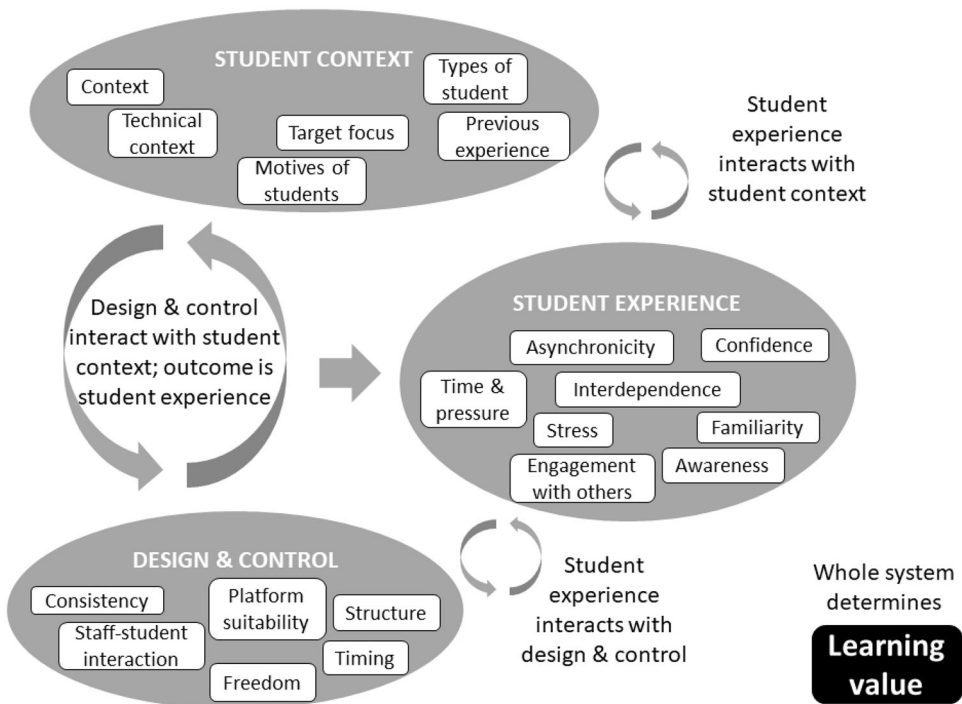 STUDENT CONTEXT
Context
Technical
context
Target focus
Motives of
students
Types of
student
Previous
experience
Student
experience
interacts with
student context
Design & control
interact with student
context; outcome is
student experience
STUDENT EXPERIENCE
Asynchronicity
Confidence
Time &
pressure
Interdependence
Stress
Familiarity
Engagement
with others
Awareness
DESIGN & CONTROL
Consistency
Platform
suitability
Structure
Staff-student
interaction
Timing
Freedom
Student
experience
interacts with
design & control
Whole system
determines
Learning
value